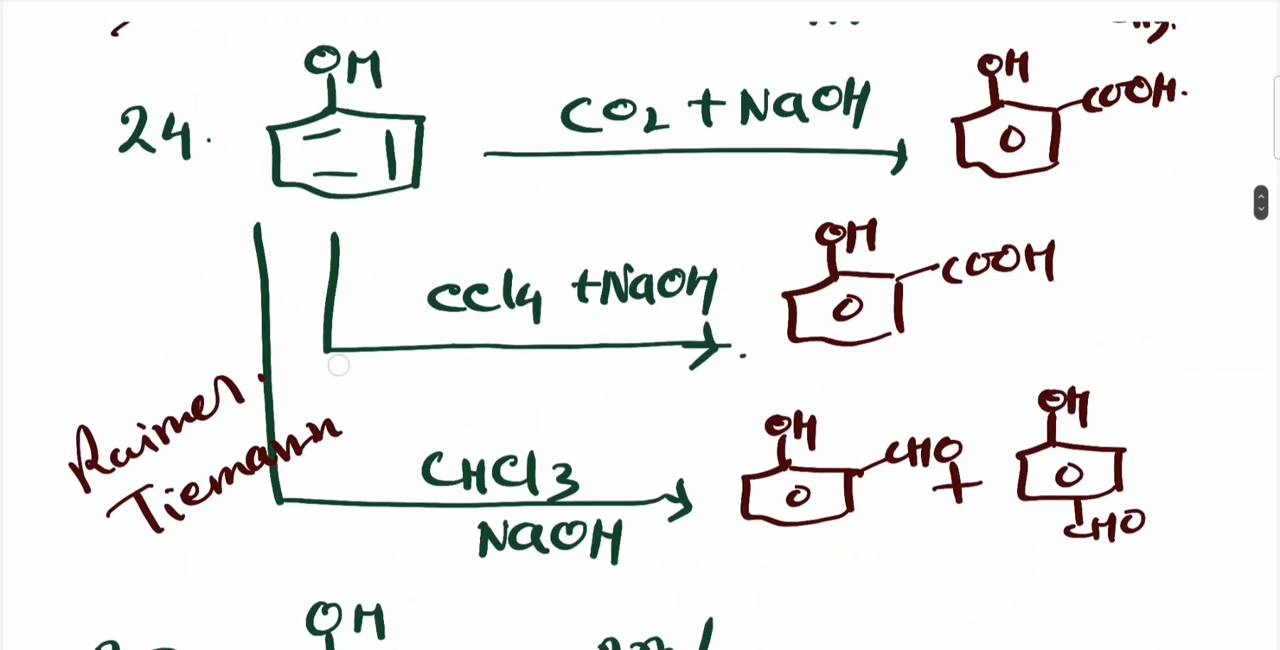 OH
24.
CO2 + NaOH
OH
COOH.
CCl4 + NaOH
OH
COOH
Raimer
Tiemann
CHCl3
NaOH
OH
CHO
+
OH
CHO
OH